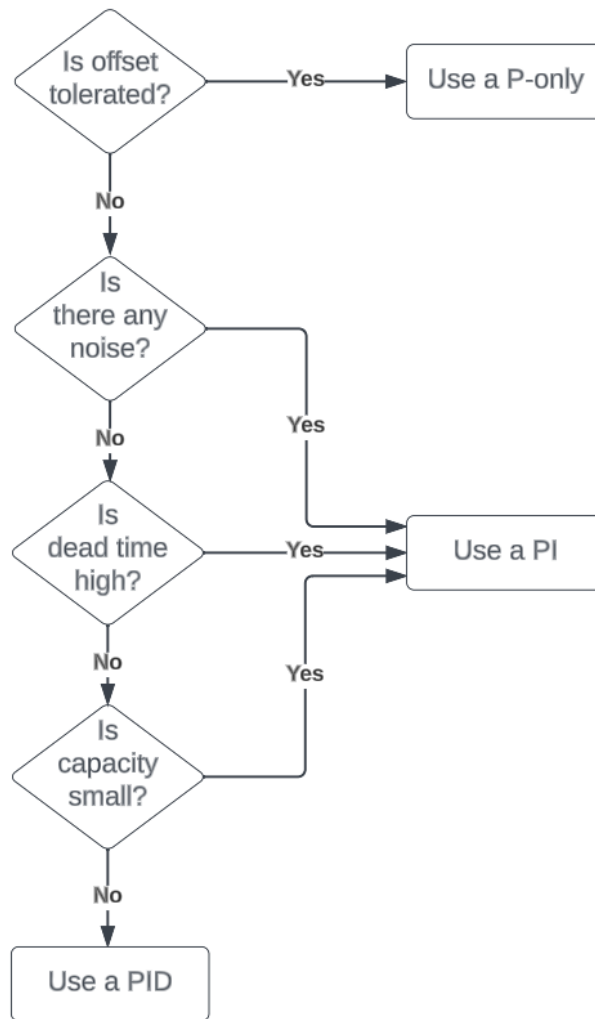 Is offset
tolerated?
Yes
Use a P-only
No
Is
there any
noise?
Yes
No
Is
dead time
high?
Yes
Use a PI
No
Yes
Is
capacity
small?
No
Use a PID